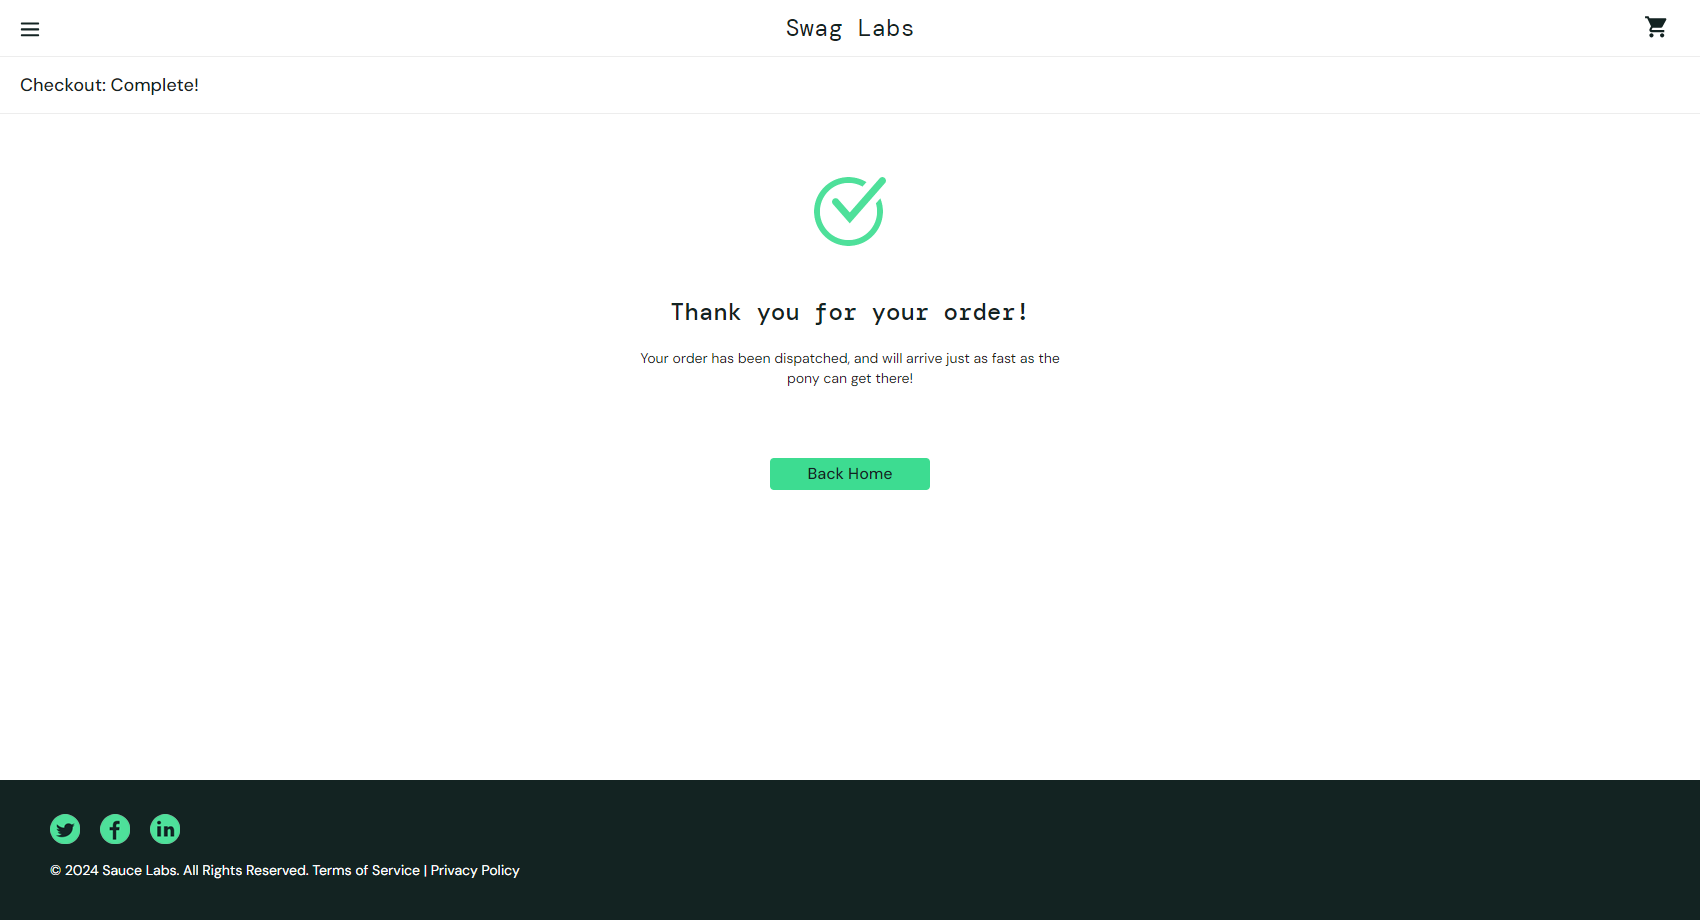 Swag Labs
Checkout: Complete!
Thank you for your order!
Your order has been dispatched, and will arrive just as fast as the
pony can get there!
Back Home
© 2024 Sauce Labs. All Rights Reserved. Terms of Service | Privacy Policy